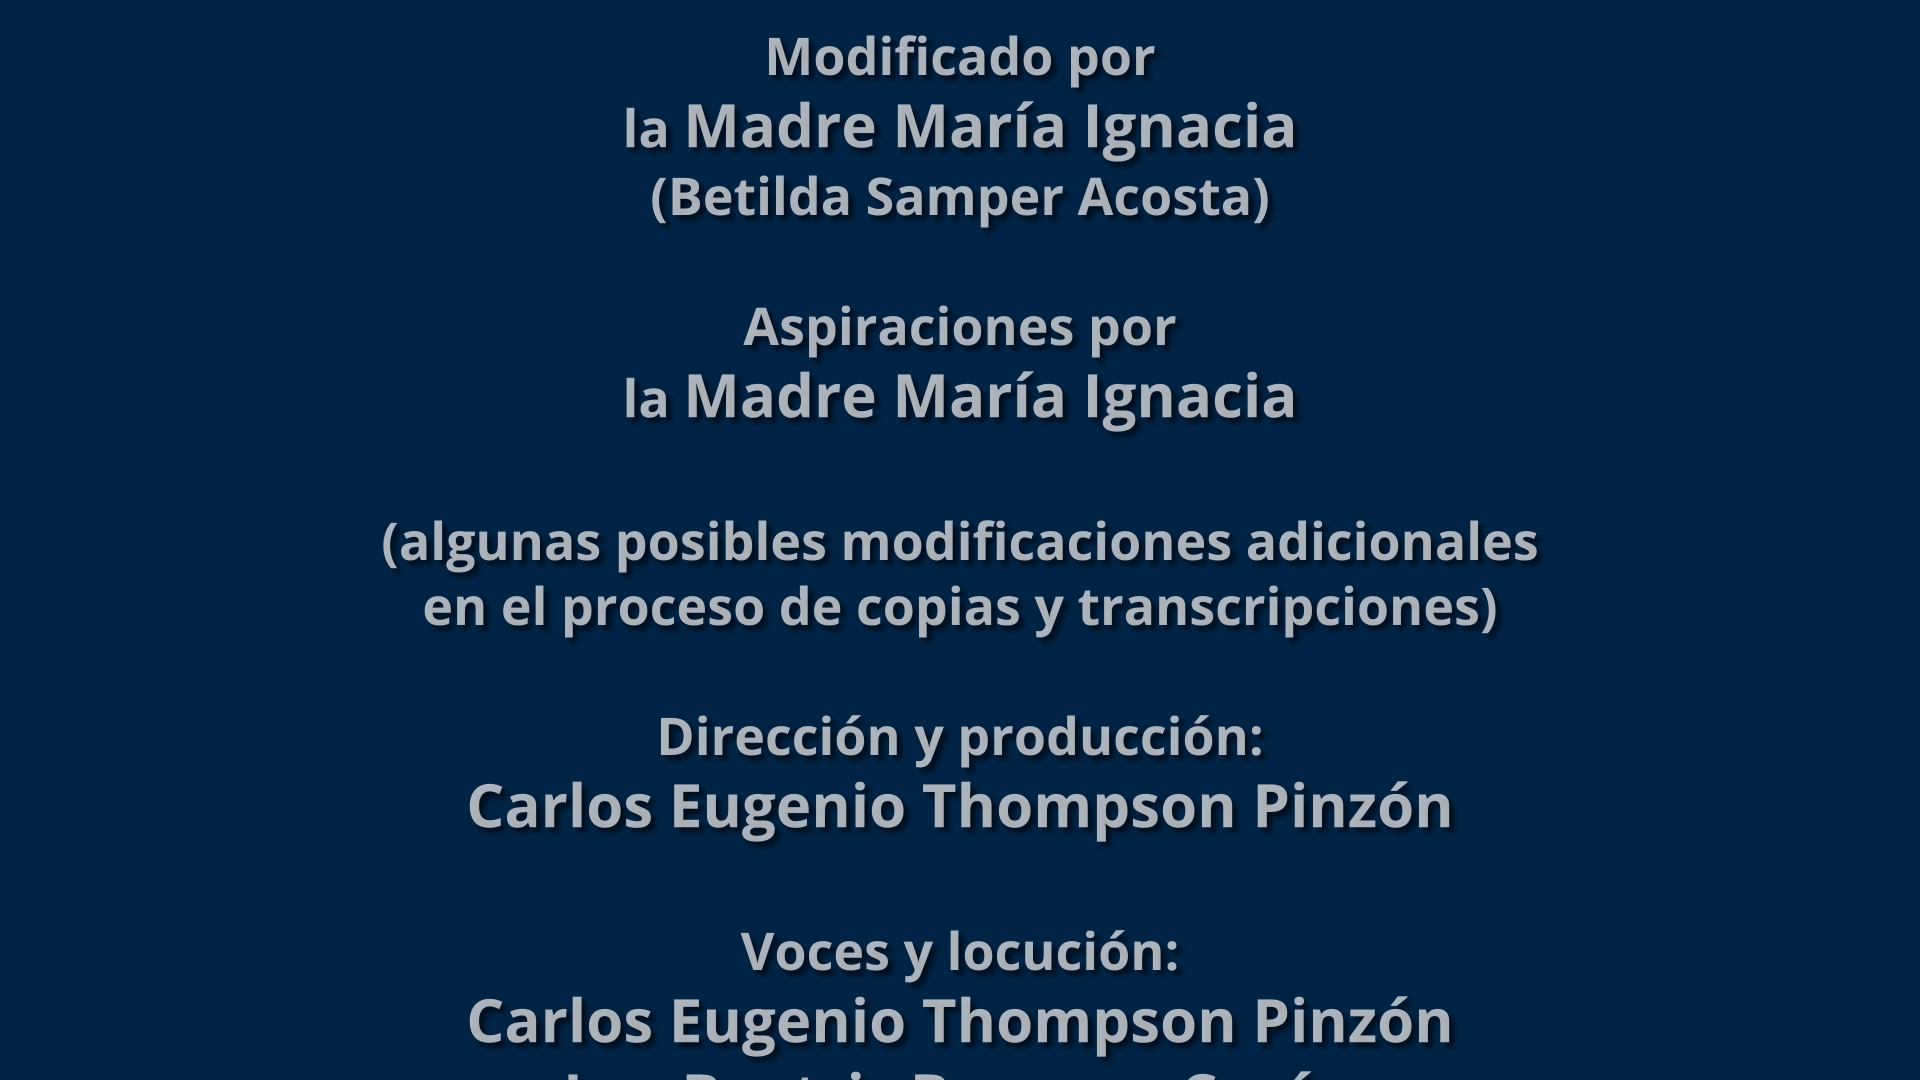 Modificado por
la Madre María Ignacia
(Betilda Samper Acosta)
Aspiraciones por
la Madre María Ignacia
(algunas posibles modificaciones adicionales
en el proceso de copias y transcripciones)
Dirección y producción:
Carlos Eugenio Thompson Pinzón
Voces y locución:
Carlos Eugenio Thompson Pinzón